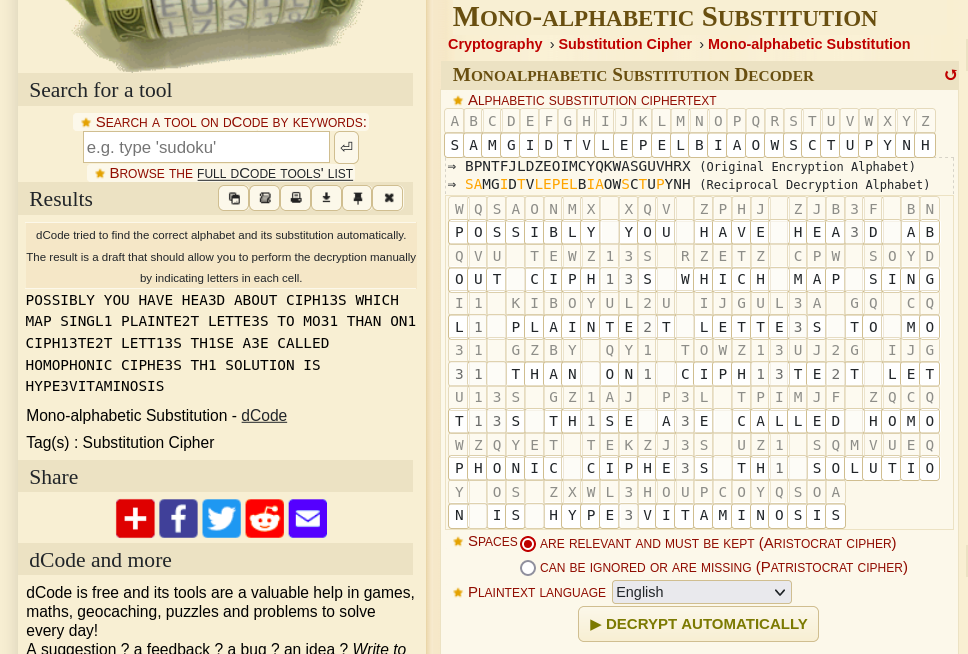 Search for a tool
★ SEARCH A TOOL ON DCODE BY KEYWORDS:
e.g. type 'sudoku'
★ BROWSE THE FULL DCODE TOOLS' LIST
Results
dCode tried to find the correct alphabet and its substitution automatically.
The result is a draft that should allow you to perform the decryption manually
by indicating letters in each cell.
POSSIBLY YOU HAVE HEA3D ABOUT CIPH13S WHICH
MAP SINGL1 PLAINTE2T LETTE3S TO MO31 THAN ON1
CIPH13TE2T LETT13S TH1SE A3E CALLED
HOMOPHONIC CIPHE3S TH1 SOLUTION IS
HYPE3VITAMINOSIS
Mono-alphabetic Substitution - dCode
Tag(s) : Substitution Cipher
Share
dCode and more
dCode is free and its tools are a valuable help in games,
maths, geocaching, puzzles and problems to solve
every day!
A suggestion ? a feedback ? a bug ? an idea ? Write to
MONO-ALPHABETIC SUBSTITUTION
Cryptography › Substitution Cipher › Mono-alphabetic Substitution
MONOALPHABETIC SUBSTITUTION DECODER
★ ALPHABETIC SUBSTITUTION CIPHERTEXT
A B C D E F G H I J K L M N O P Q R S T U V W X Y Z
S A M G I D T V L E P E L B I A O W S C T U P Y N H
⇒ BPNTFJLDZEOIMCYQKWASGUVHRX (Original Encryption Alphabet)
⇒ SAMGIDTVLEPELBIAOWSCTUPYNH (Reciprocal Decryption Alphabet)
W Q S A O N M X   X Q V   Z P H J   Z J B 3 F   B N
P O S S I B L Y   Y O U   H A V E   H E A 3 D   A B
Q V U   T E W Z 1 3 S   R Z E T Z   C P W   S O Y D
O U T   C I P H 1 3 S   W H I C H   M A P   S I N G
I 1   K I B O Y U L 2 U   I J G U L 3 A   G Q   C Q
L 1   P L A I N T E 2 T   L E T T E 3 S   T O   M O
3 1   G Z B Y   Q Y 1   T O W Z 1 3 U J 2 G   I J G
3 1   T H A N   O N 1   C I P H 1 3 T E 2 T   L E T
U 1 3 S   G Z 1 A J   P 3 L   T P I M J F   Z Q C Q
T 1 3 S   T H 1 S E   A 3 E   C A L L E D   H O M O
W Z Q Y E T   T E K Z J 3 S   U Z 1   S Q M V U E Q
P H O N I C   C I P H E 3 S   T H 1   S O L U T I O
Y   O S   Z X W L 3 H O U P C O Y Q S O A
N   I S   H Y P E 3 V I T A M I N O S I S
★ SPACES ARE RELEVANT AND MUST BE KEPT (ARISTOCRAT CIPHER)
CAN BE IGNORED OR ARE MISSING (PATRISTOCRAT CIPHER)
★ PLAINTEXT LANGUAGE English
▶ DECRYPT AUTOMATICALLY